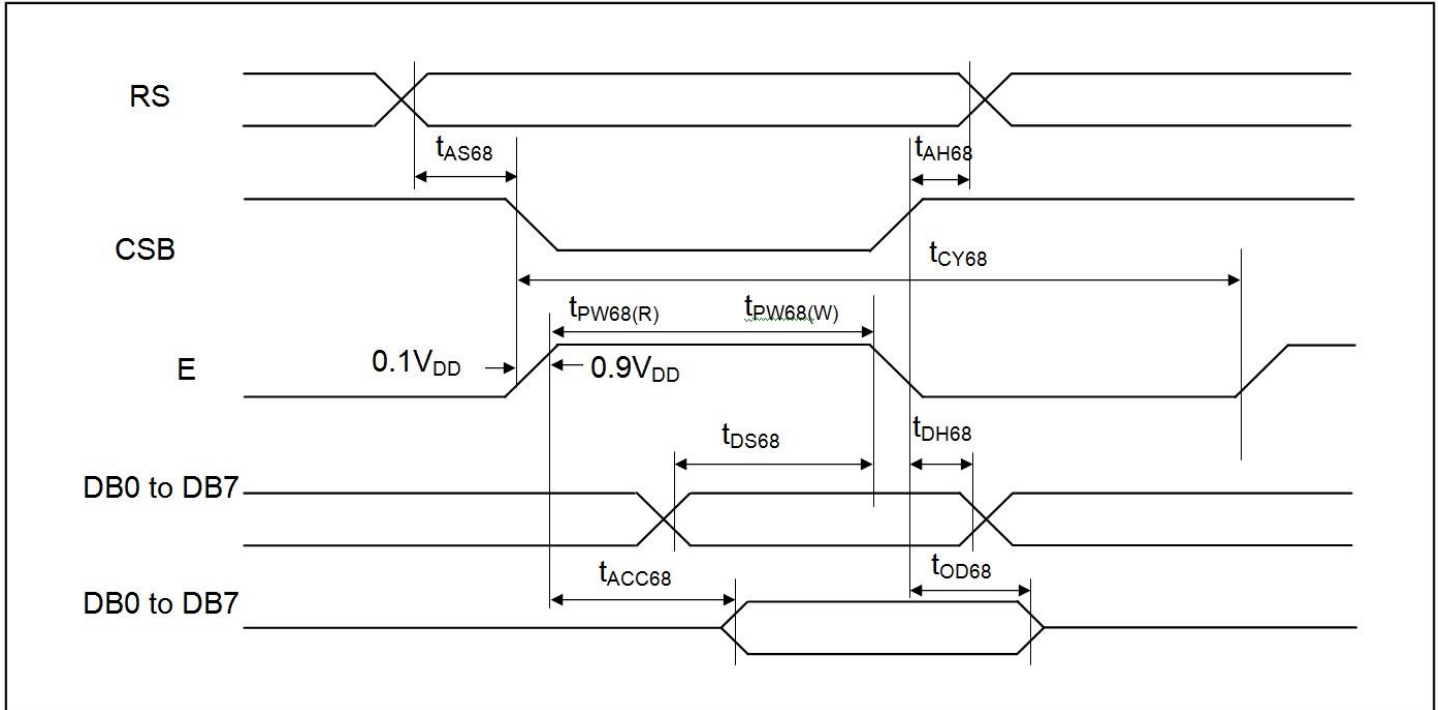 RS
tAS68
tAH68
CSB
tCY68
tPW68(R)
tPW68(W)
E
0.1VDD
0.9VDD
tDS68
tDH68
DB0 to DB7
tACC68
tOD68
DB0 to DB7